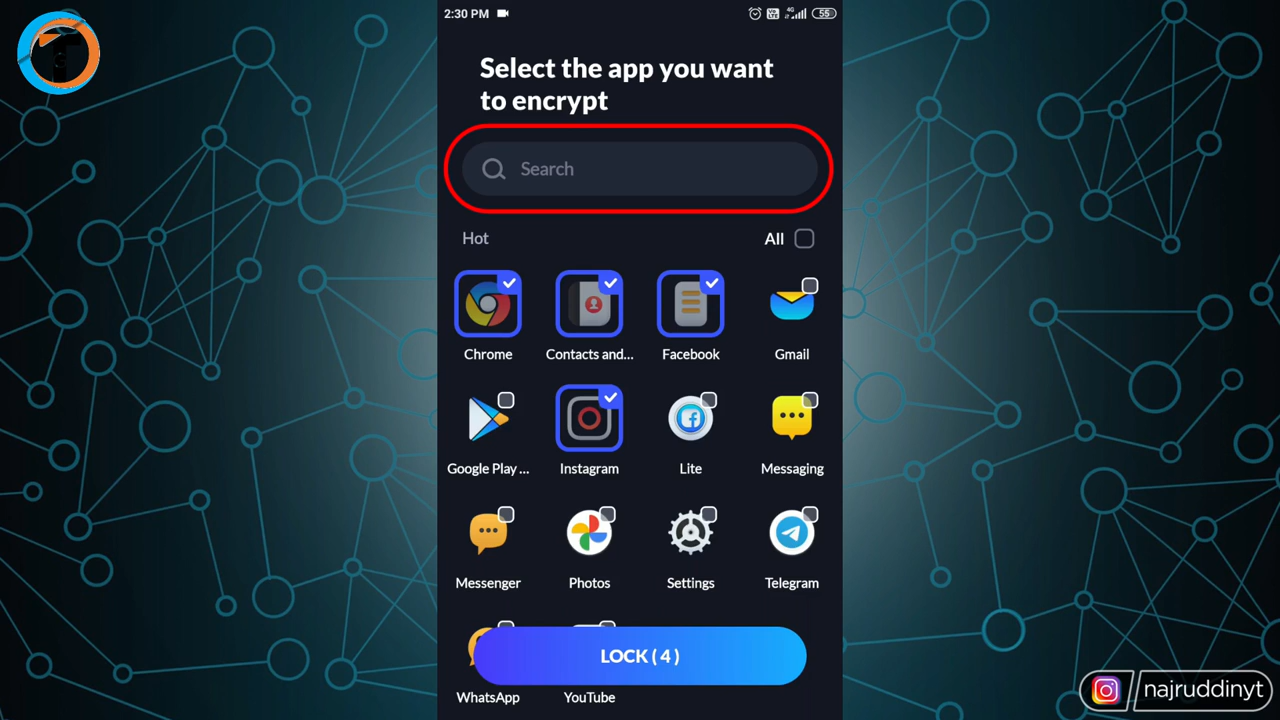 2:30 PM
4G
55
Select the app you want
to encrypt
Search
Hot
All
Chrome
Contacts and...
Facebook
Gmail
Google Play ...
Instagram
Lite
Messaging
Messenger
Photos
Settings
Telegram
LOCK ( 4 )
WhatsApp
YouTube
najruddinyt